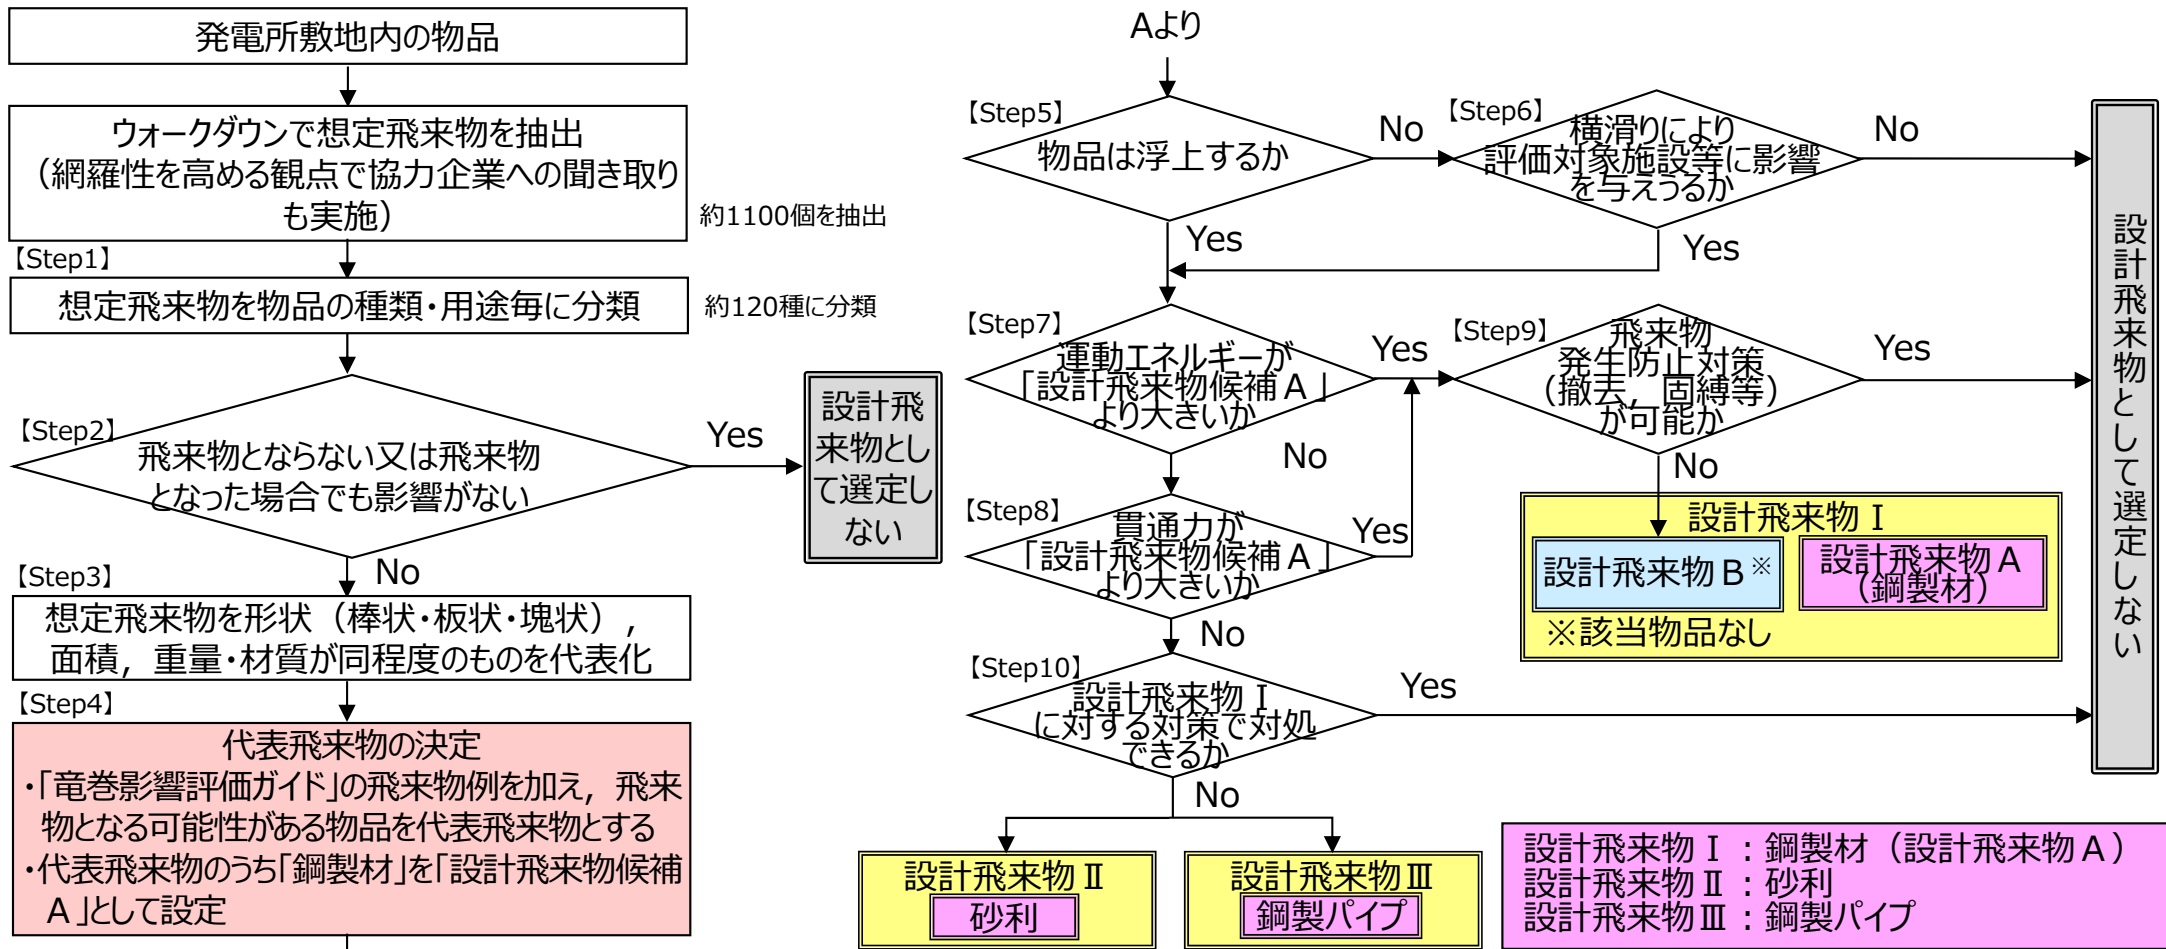 発電所敷地内の物品
ウォークダウンで想定飛来物を抽出
（網羅性を高める観点で協力企業への聞き取り
も実施）
約1100個を抽出
【Step1】
想定飛来物を物品の種類・用途毎に分類
約120種に分類
【Step2】
飛来物とならない又は飛来物
となった場合でも影響がない
Yes
設計飛
来物とし
て選定し
ない
No
【Step3】
想定飛来物を形状（棒状・板状・塊状），
面積，重量・材質が同程度のものを代表化
【Step4】
代表飛来物の決定
・「竜巻影響評価ガイド」の飛来物例を加え，飛来
物となる可能性がある物品を代表飛来物とする
・代表飛来物のうち「鋼製材」を「設計飛来物候補
Ａ」として設定
Aより
【Step5】
物品は浮上するか
No
Yes
【Step6】
横滑りにより
評価対象施設等に影響
を与えうるか
No
Yes
【Step7】
運動エネルギーが
「設計飛来物候補Ａ」
より大きいか
Yes
No
【Step8】
貫通力が
「設計飛来物候補Ａ」
より大きいか
Yes
No
【Step9】
飛来物
発生防止対策
（撤去，固縛等）
が可能か
Yes
No
設計飛来物Ⅰ
設計飛来物Ｂ※
設計飛来物Ａ
（鋼製材）
※該当物品なし
【Step10】
設計飛来物Ⅰ
に対する対策で対処
できるか
Yes
No
設計飛来物Ⅱ
砂利
設計飛来物Ⅲ
鋼製パイプ
設計飛来物として選定しない
設計飛来物Ⅰ：鋼製材（設計飛来物Ａ）
設計飛来物Ⅱ：砂利
設計飛来物Ⅲ：鋼製パイプ